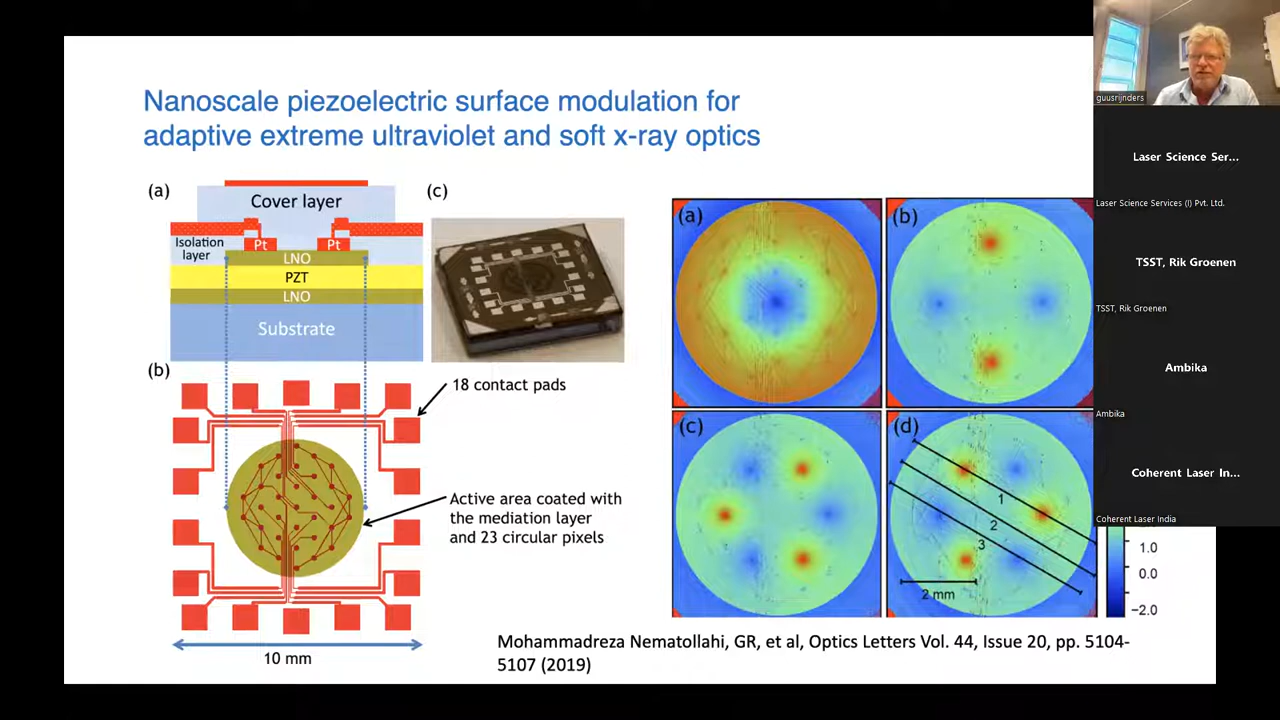 Nanoscale piezoelectric surface modulation for
adaptive extreme ultraviolet and soft x-ray optics
(a)
Cover layer
Isolation
layer
Pt
Pt
LNO
PZT
LNO
Substrate
(c)
(b)
18 contact pads
Active area coated with
the mediation layer
and 23 circular pixels
10 mm
(a)
(b)
(c)
(d)
1
2
3
2 mm
1.0
0.0
−2.0
Mohammadreza Nematollahi, GR, et al, Optics Letters Vol. 44, Issue 20, pp. 5104-
5107 (2019)
guusrijnders
Laser Science Ser...
Laser Science Services (I) Pvt. Ltd.
TSST, Rik Groenen
TSST, Rik Groenen
Ambika
Ambika
Coherent Laser In...
Coherent Laser India